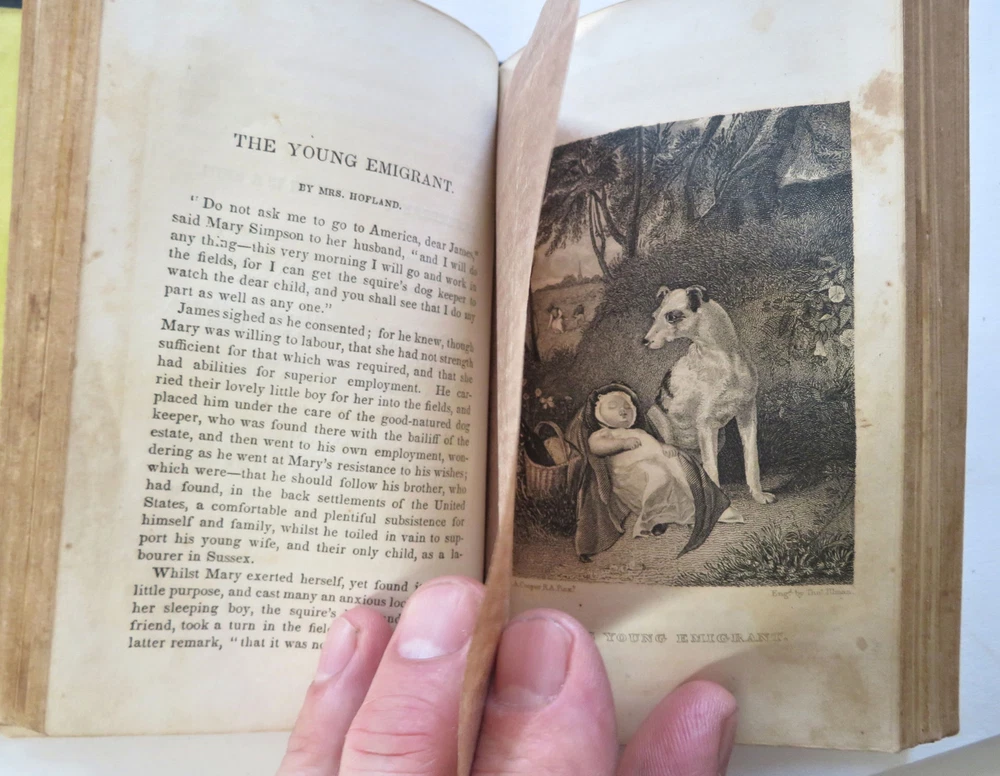 THE YOUNG EMIGRANT.
BY MRS. HOFLAND.
"Do not ask me to go to America, dear James,"
said Mary Simpson to her husband, "and I will do
any thing—this very morning I will go and work in
the fields, for I can get the squire's dog keeper to
watch the dear child, and you shall see that I do my
part as well as any one."
James sighed as he consented; for he knew, though
Mary was willing to labour, that she had not strength
sufficient for that which was required, and that she
had abilities for superior employment. He car-
ried their lovely little boy for her into the fields, and
placed him under the care of the good-natured dog
keeper, who was found there with the bailiff of the
estate, and then went to his own employment, won-
dering as he went at Mary's resistance to his wishes;
which were—that he should follow his brother, who
had found, in the back settlements of the United
States, a comfortable and plentiful subsistence for
himself and family, whilst he toiled in vain to sup-
port his young wife, and their only child, as a la-
bourer in Sussex.
Whilst Mary exerted herself, yet found
little purpose, and cast many an anxious
her sleeping boy, the squire's
friend, took a turn in the
latter remark, "that it was
A. Cooper R.A. Pinxt.
Engd. by
YOUNG EMIGRANT.